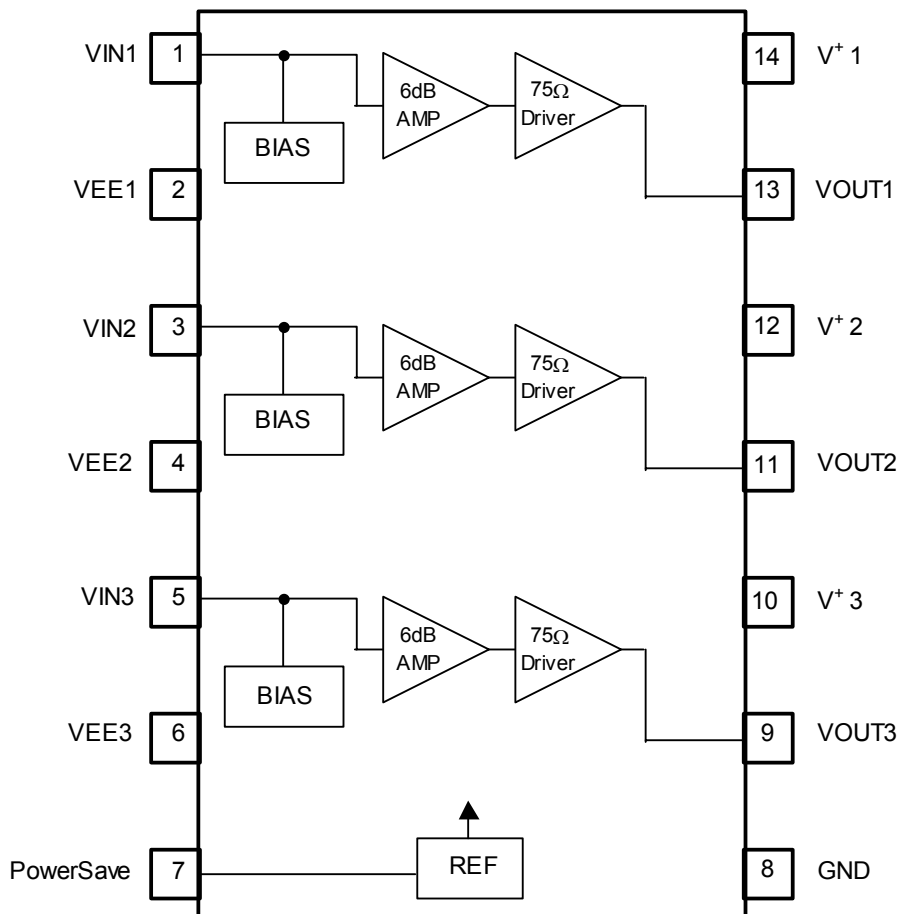 VIN1 1 14 V+ 1
6dB AMP
75Ω Driver
BIAS
VEE1 2 13 VOUT1
VIN2 3 12 V+ 2
6dB AMP
75Ω Driver
BIAS
VEE2 4 11 VOUT2
VIN3 5 10 V+ 3
6dB AMP
75Ω Driver
BIAS
VEE3 6 9 VOUT3
PowerSave 7 REF 8 GND